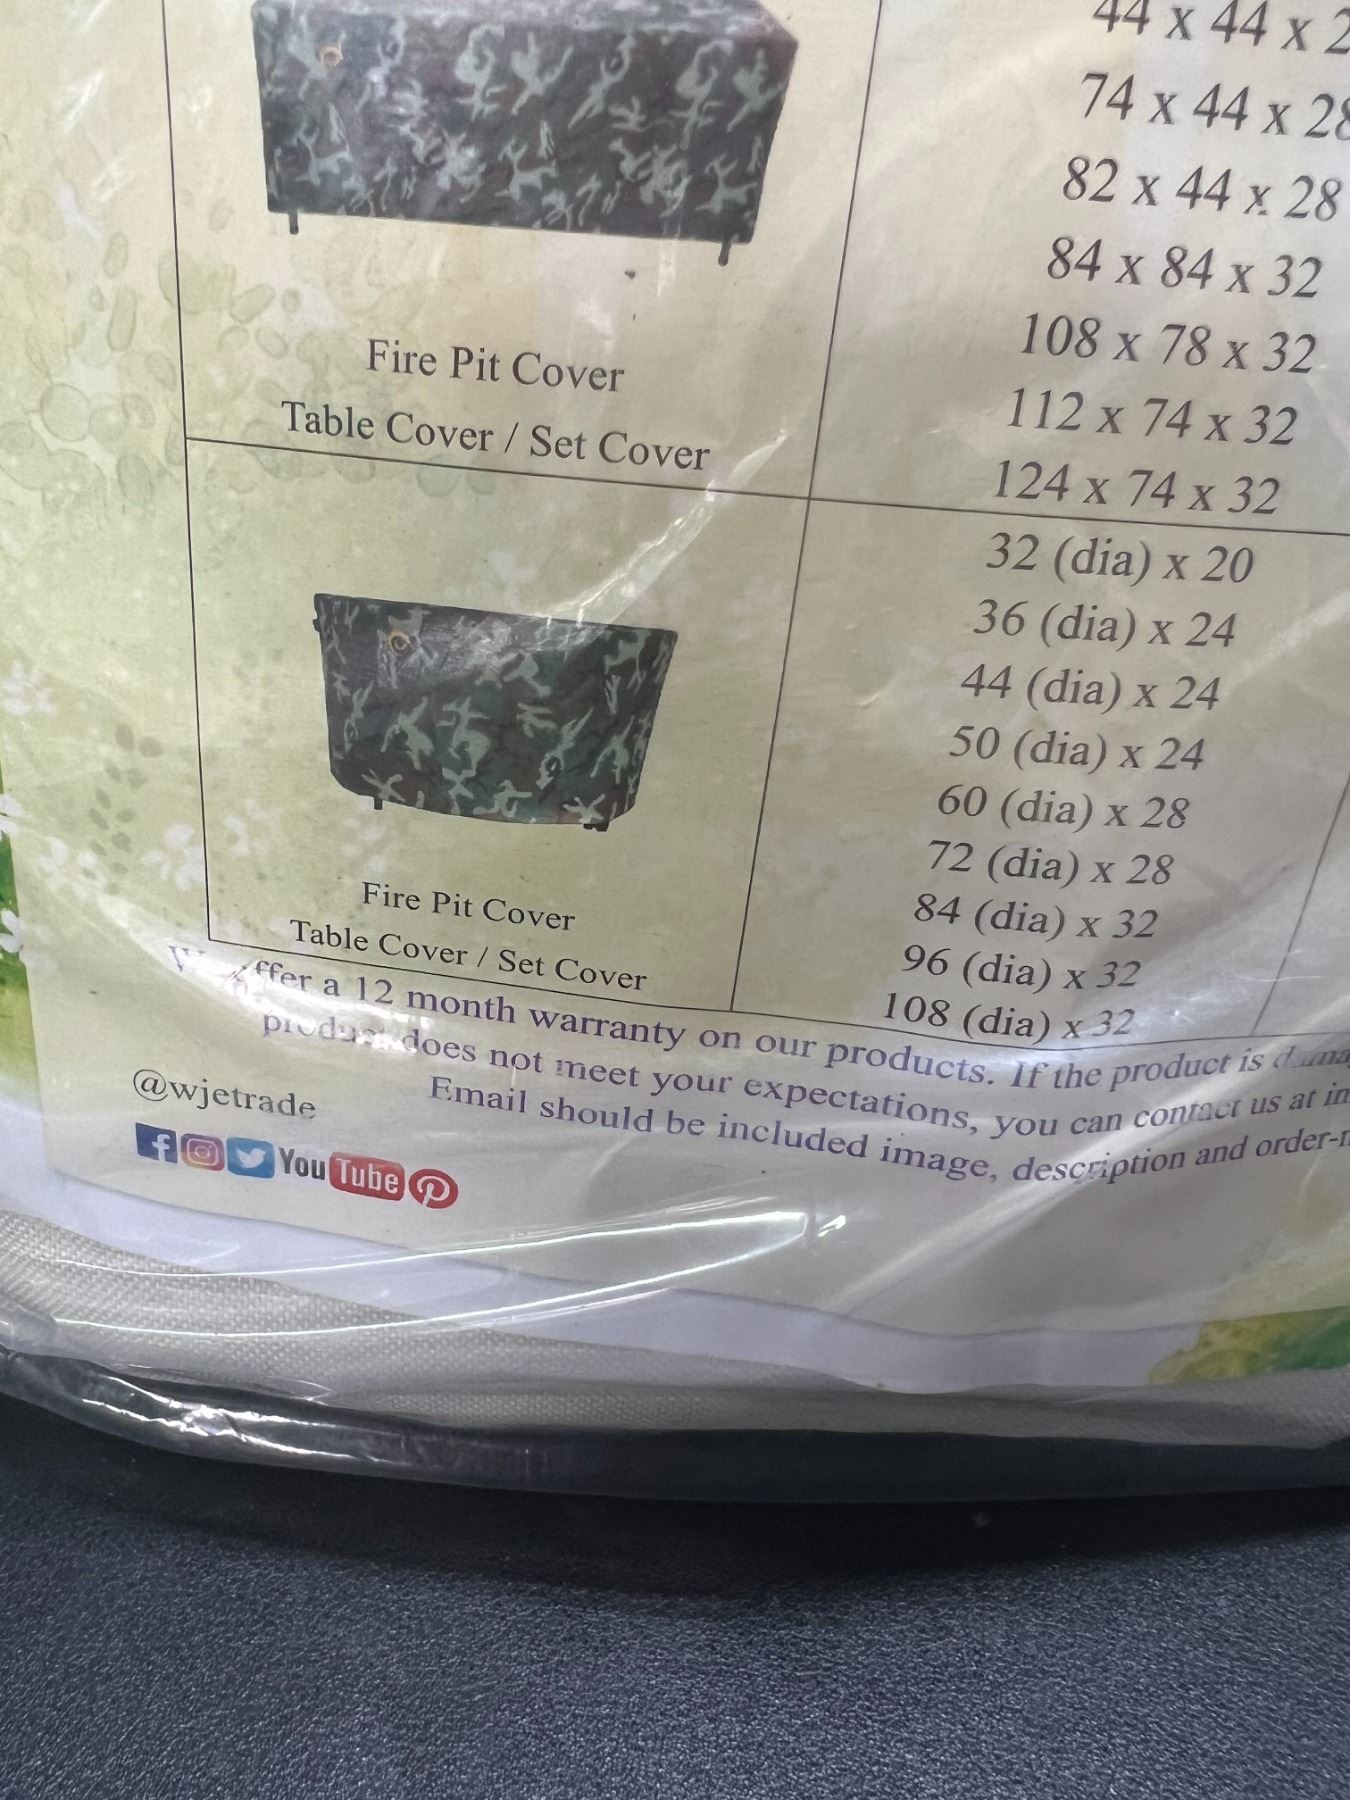 44 x 44 x
74 x 44 x 28
82 x 44 x 28
84 x 84 x 32
108 x 78 x 32
112 x 74 x 32
124 x 74 x 32
Fire Pit Cover
Table Cover / Set Cover
32 (dia) x 20
36 (dia) x 24
44 (dia) x 24
50 (dia) x 24
60 (dia) x 28
72 (dia) x 28
84 (dia) x 32
96 (dia) x 32
108 (dia) x 32
Fire Pit Cover
Table Cover / Set Cover
a 12 month warranty on our products. If the product is
product does not meet your expectations, you can contact us at
Email should be included image, description and
@wjetrade
YouTube